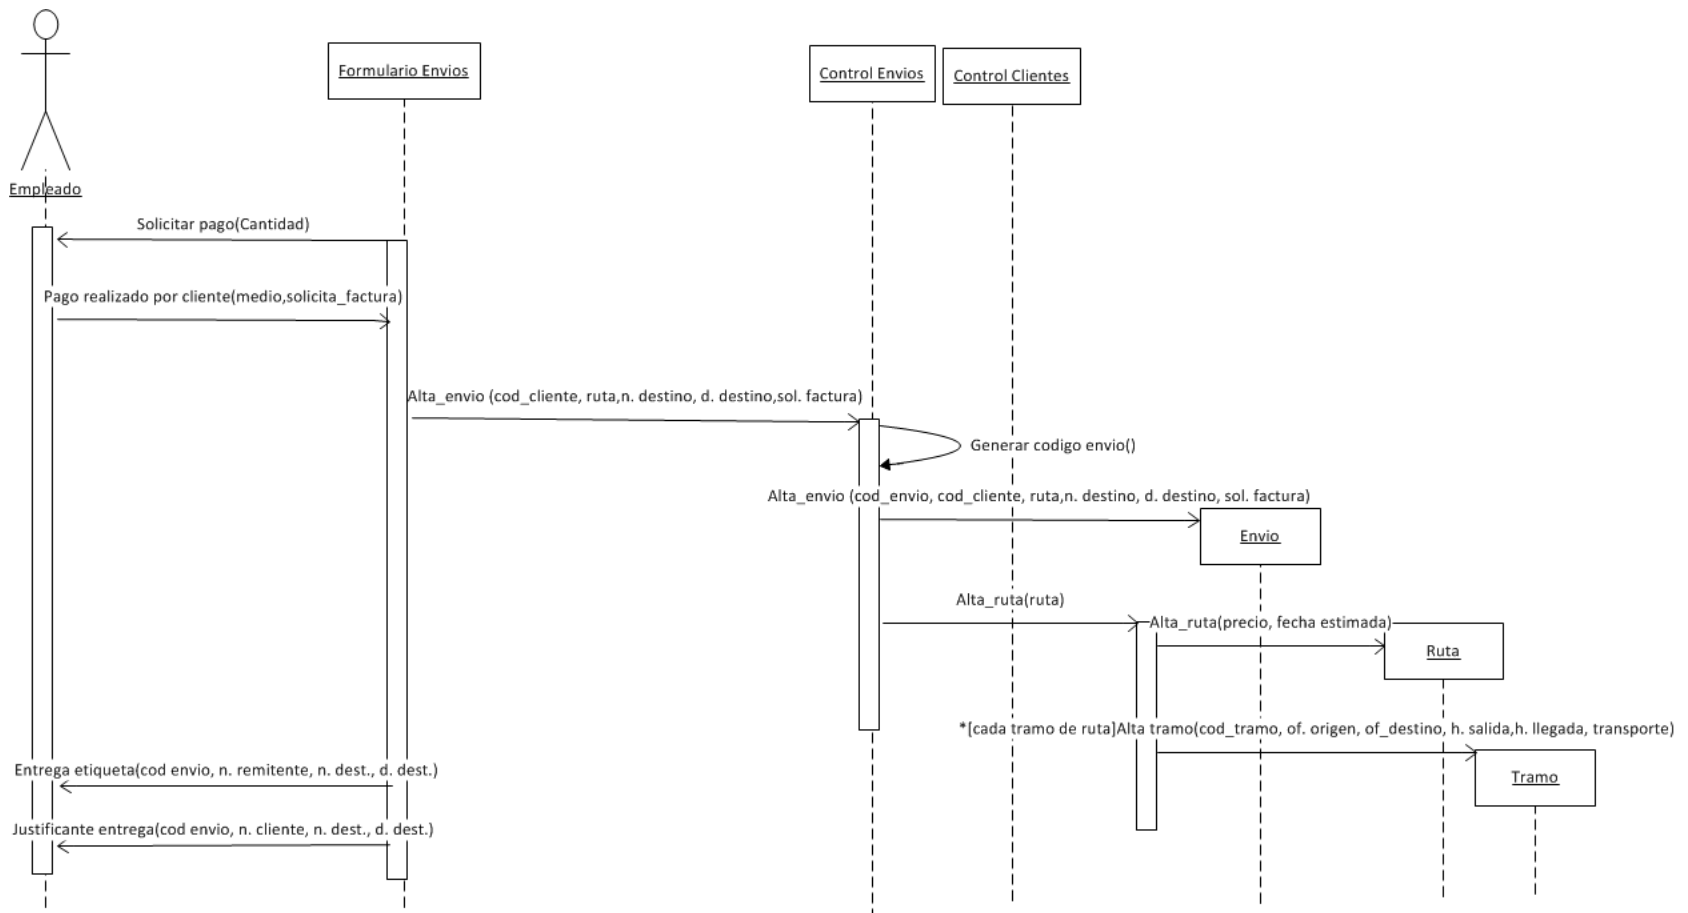 Formulario Envios
Control Envios
Control Clientes
Empleado
Solicitar pago(Cantidad)
Pago realizado por cliente(medio,solicita_factura)
Alta_envio (cod_cliente, ruta,n. destino, d. destino,sol. factura)
Generar codigo envio()
Alta_envio (cod_envio, cod_cliente, ruta,n. destino, d. destino, sol. factura)
Envio
Alta_ruta(ruta)
Alta_ruta(precio, fecha estimada)
Ruta
*[cada tramo de ruta]Alta tramo(cod_tramo, of. origen, of_destino, h. salida,h. llegada, transporte)
Entrega etiqueta(cod envio, n. remitente, n. dest., d. dest.)
Tramo
Justificante entrega(cod envio, n. cliente, n. dest., d. dest.)